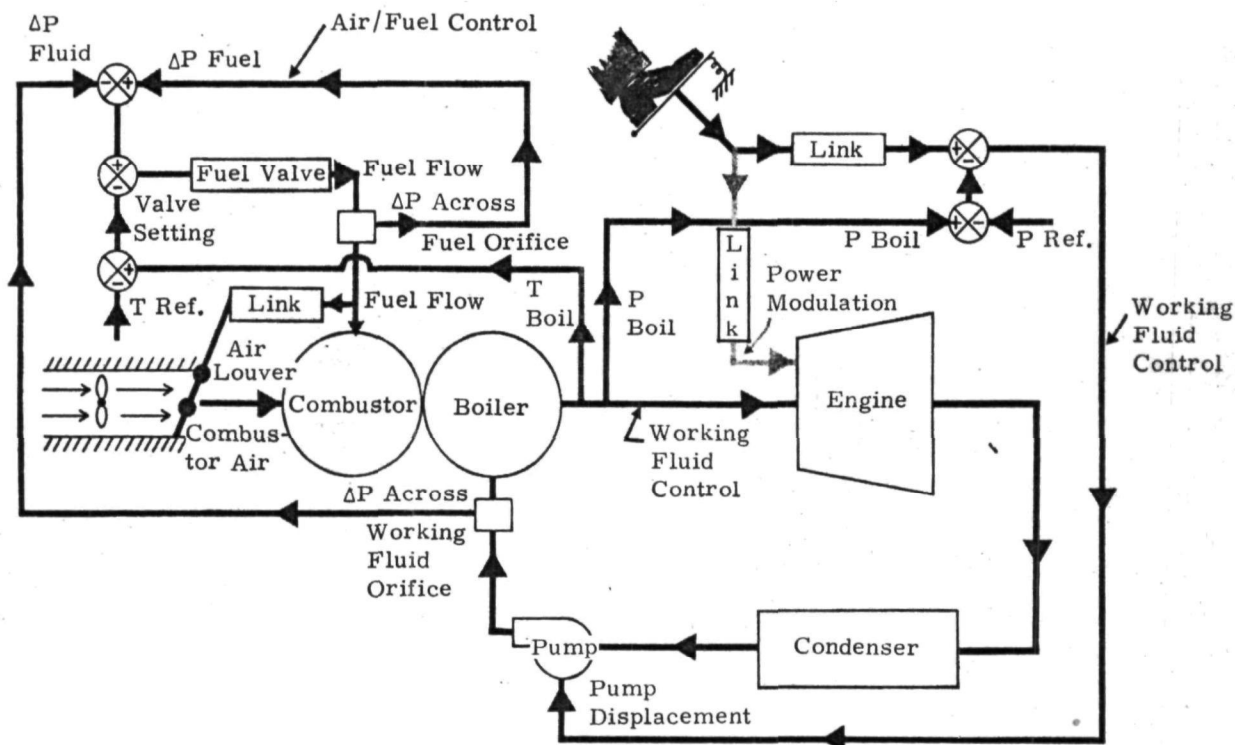 ΔP
Fluid
Air/Fuel Control
ΔP Fuel
Fuel Valve
Fuel Flow
Link
Valve
Setting
ΔP Across
Fuel Orifice
P Boil
P Ref.
T Ref.
Link
Fuel Flow
T
Boil
P
Boil
Link
Power
Modulation
Working
Fluid
Control
Air
Louver
Combustor
Boiler
Engine
Combus-
tor Air
Working
Fluid
Control
ΔP Across
Working
Fluid
Orifice
Pump
Condenser
Pump
Displacement